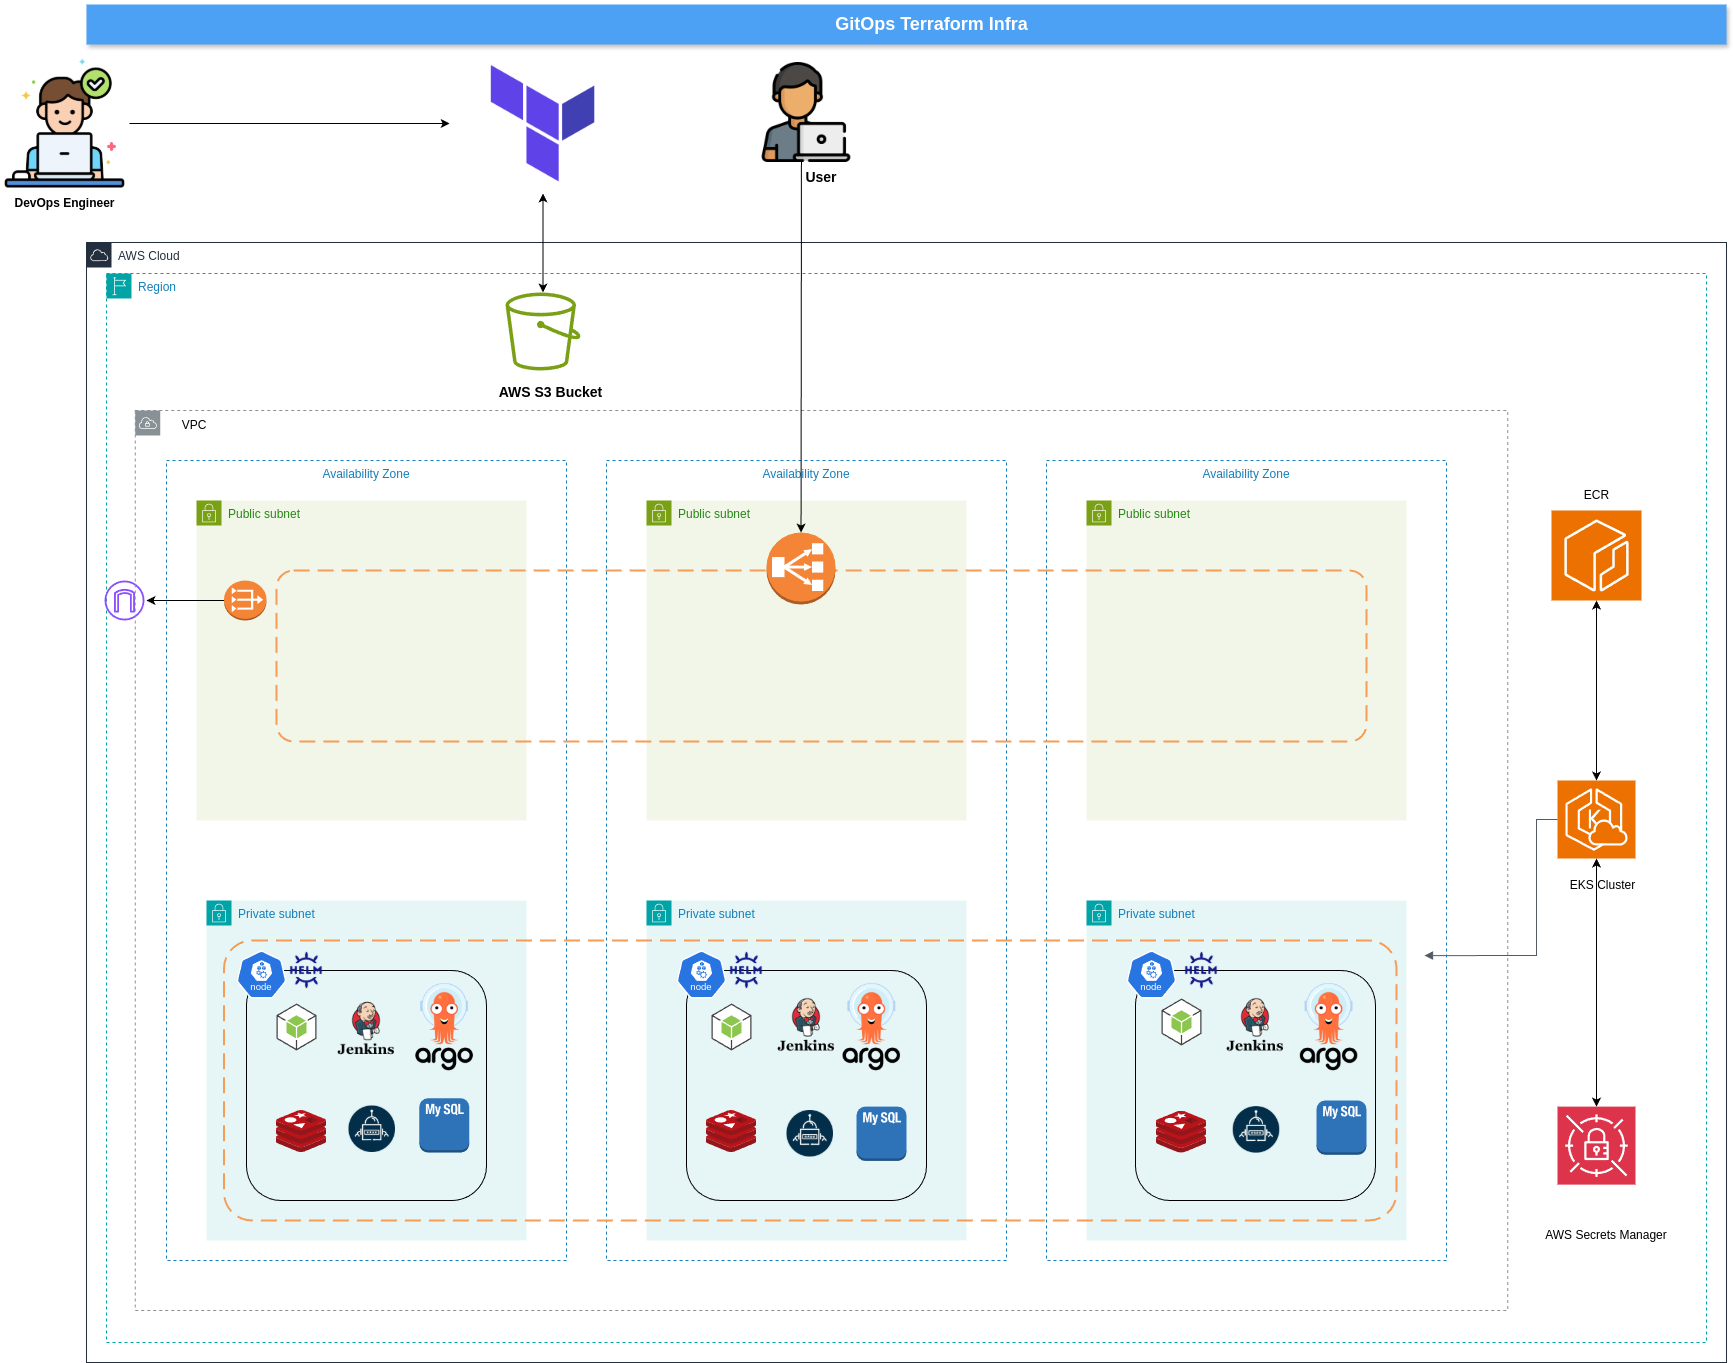 GitOps Terraform Infra
DevOps Engineer
User
AWS Cloud
Region
AWS S3 Bucket
VPC
Availability Zone
Availability Zone
Availability Zone
Public subnet
Public subnet
Public subnet
ECR
EKS Cluster
Private subnet
Private subnet
Private subnet
node
HELM
node
HELM
node
HELM
Jenkins
argo
Jenkins
argo
Jenkins
argo
My SQL
My SQL
My SQL
AWS Secrets Manager